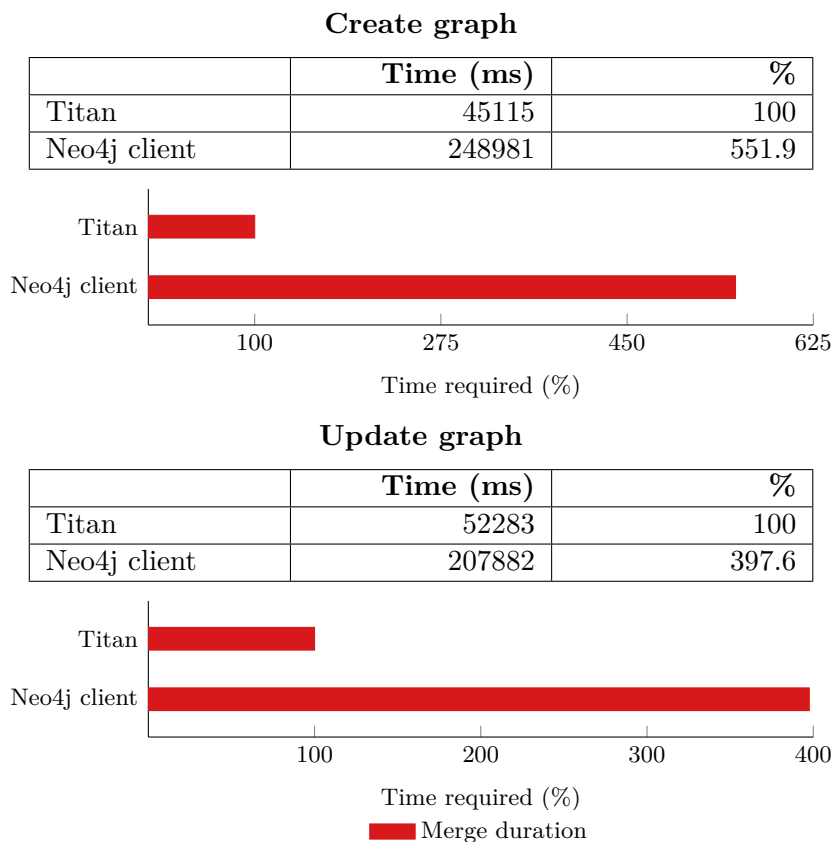 Create graph
Time (ms) %
Titan 45115 100
Neo4j client 248981 551.9
Titan
Neo4j client
100 275 450 625
Time required (%)
Update graph
Time (ms) %
Titan 52283 100
Neo4j client 207882 397.6
Titan
Neo4j client
100 200 300 400
Time required (%)
Merge duration